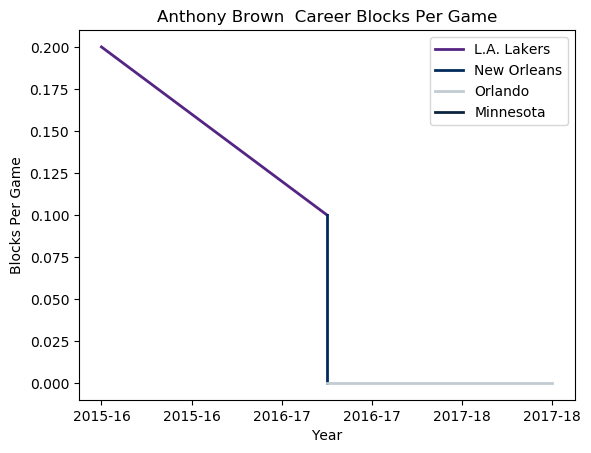 Anthony Brown  Career Blocks Per Game
L.A. Lakers
New Orleans
Orlando
Minnesota
Blocks Per Game
0.200
0.175
0.150
0.125
0.100
0.075
0.050
0.025
0.000
2015-16 2015-16 2016-17 2016-17 2017-18 2017-18
Year